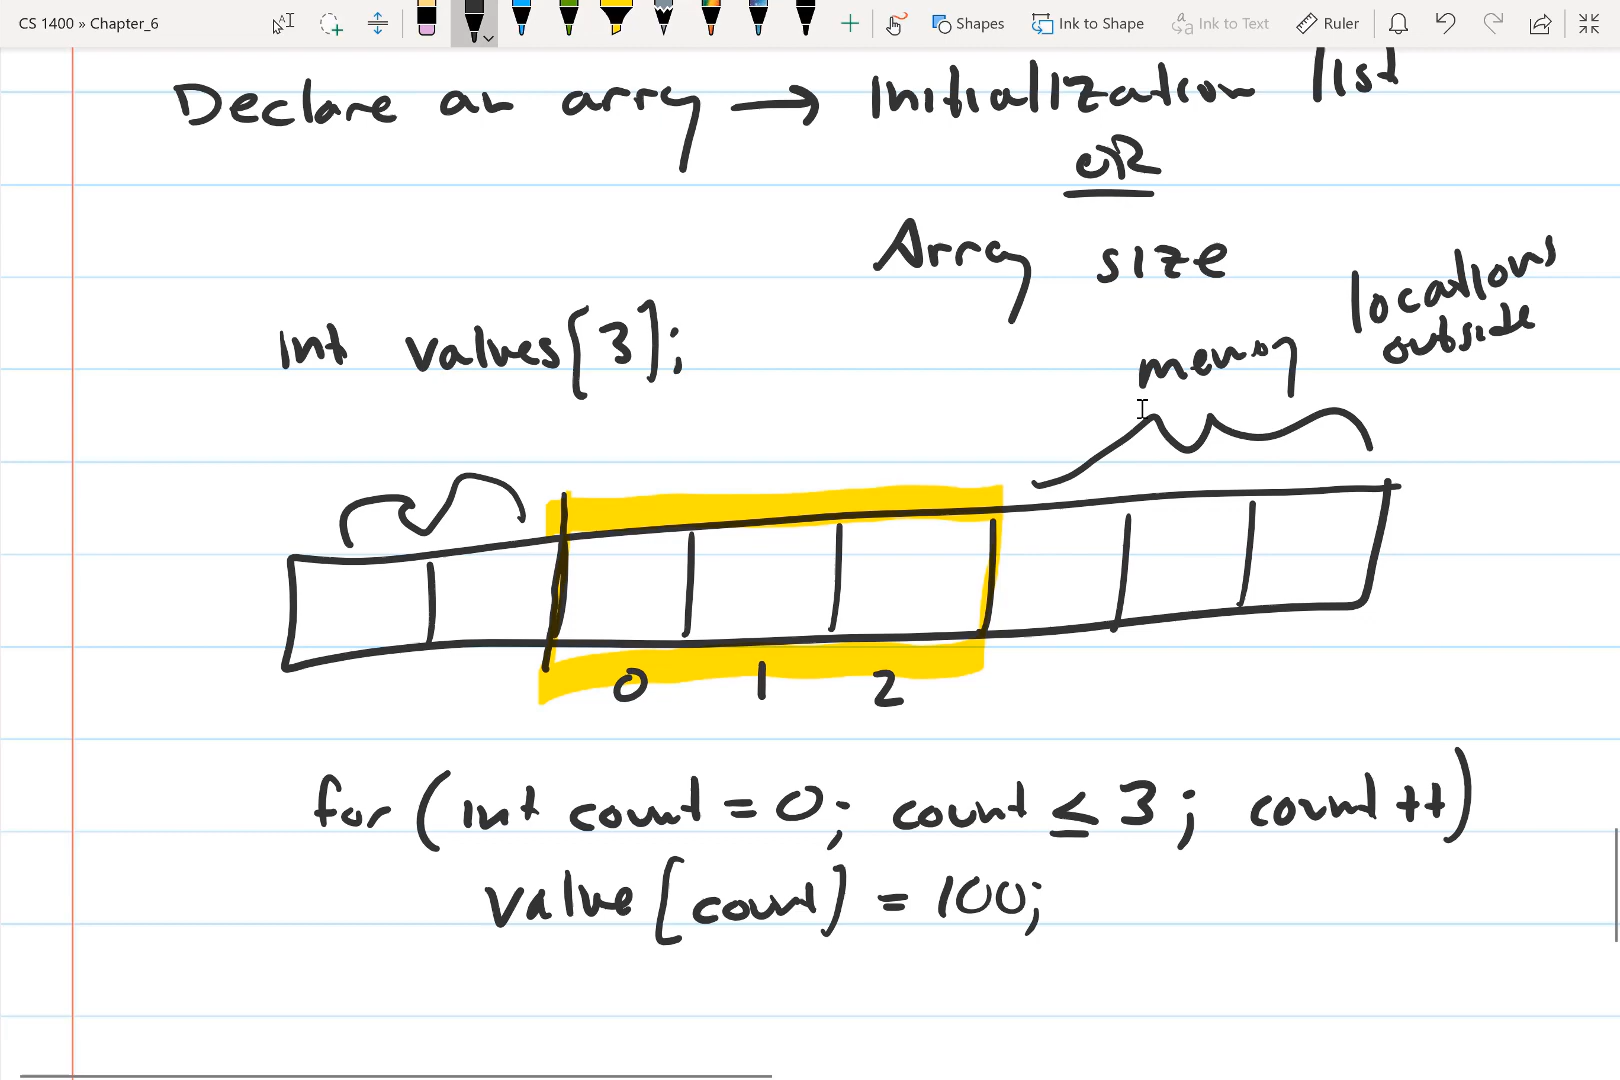 CS 1400 » Chapter_6
Shapes
Ink to Shape
Ink to Text
Ruler
Declare an array → Initialization list
OR
Array size
locations
outside
int values[3];
memory
0 1 2
for (int count = 0; count ≤ 3; count ++)
value[count] = 100;